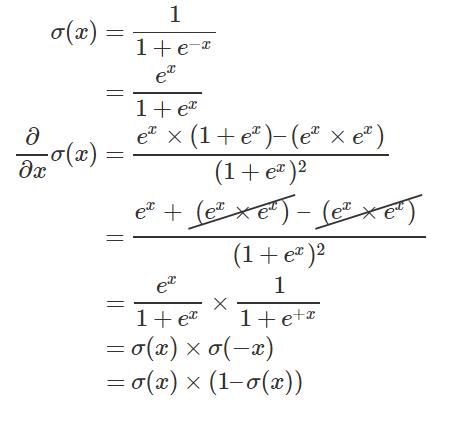 σ(x) = 1 / (1 + e^{-x})
= e^x / (1 + e^x)
∂/∂x σ(x) = (e^x × (1 + e^x) − (e^x × e^x)) / (1 + e^x)^2
= (e^x + (e^x × e^x) − (e^x × e^x)) / (1 + e^x)^2
= e^x / (1 + e^x) × 1 / (1 + e^{+x})
= σ(x) × σ(−x)
= σ(x) × (1−σ(x))